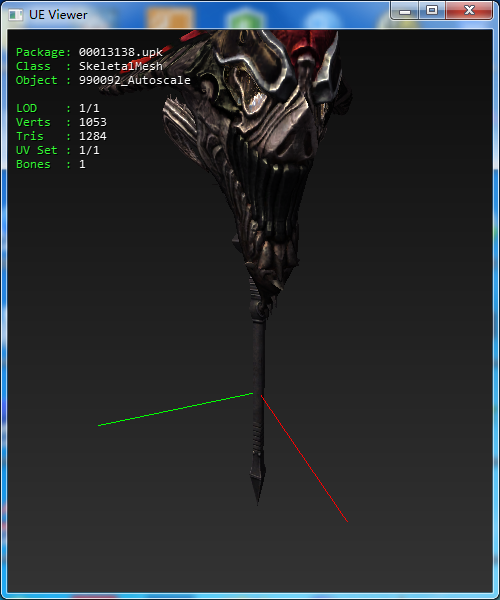 UE Viewer
Package: 00013138.upk
Class : SkeletalMesh
Object : 990092_Autoscale
LOD : 1/1
Verts : 1053
Tris : 1284
UV Set : 1/1
Bones : 1